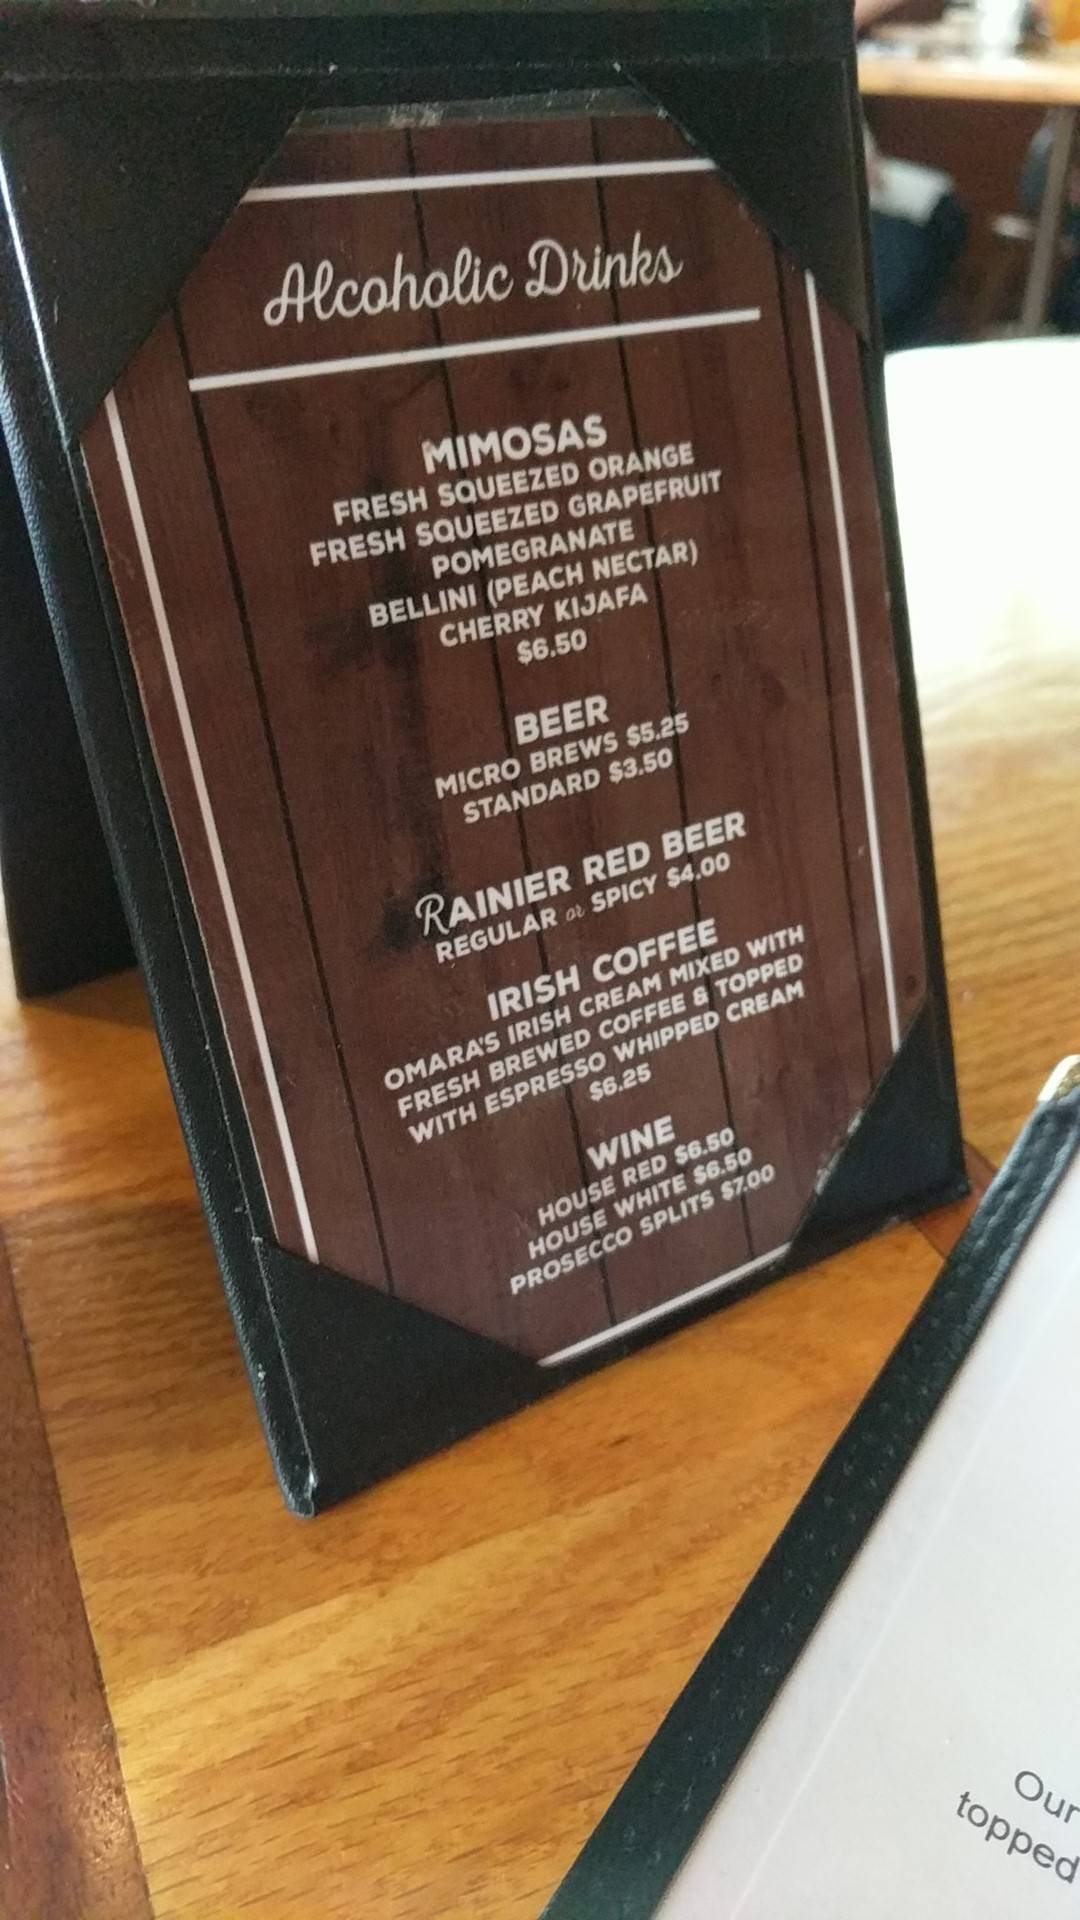 Alcoholic Drinks
MIMOSAS
FRESH SQUEEZED ORANGE
FRESH SQUEEZED GRAPEFRUIT
POMEGRANATE
BELLINI (PEACH NECTAR)
CHERRY KIJAFA
$6.50
BEER
MICRO BREWS $5.25
STANDARD $3.50
RAINIER RED BEER
REGULAR or SPICY $4.00
IRISH COFFEE
OMARA'S IRISH CREAM MIXED WITH
FRESH BREWED COFFEE & TOPPED
WITH ESPRESSO WHIPPED CREAM
$6.25
WINE
HOUSE RED $6.50
HOUSE WHITE $6.50
PROSECCO SPLITS $7.00
Our
topped